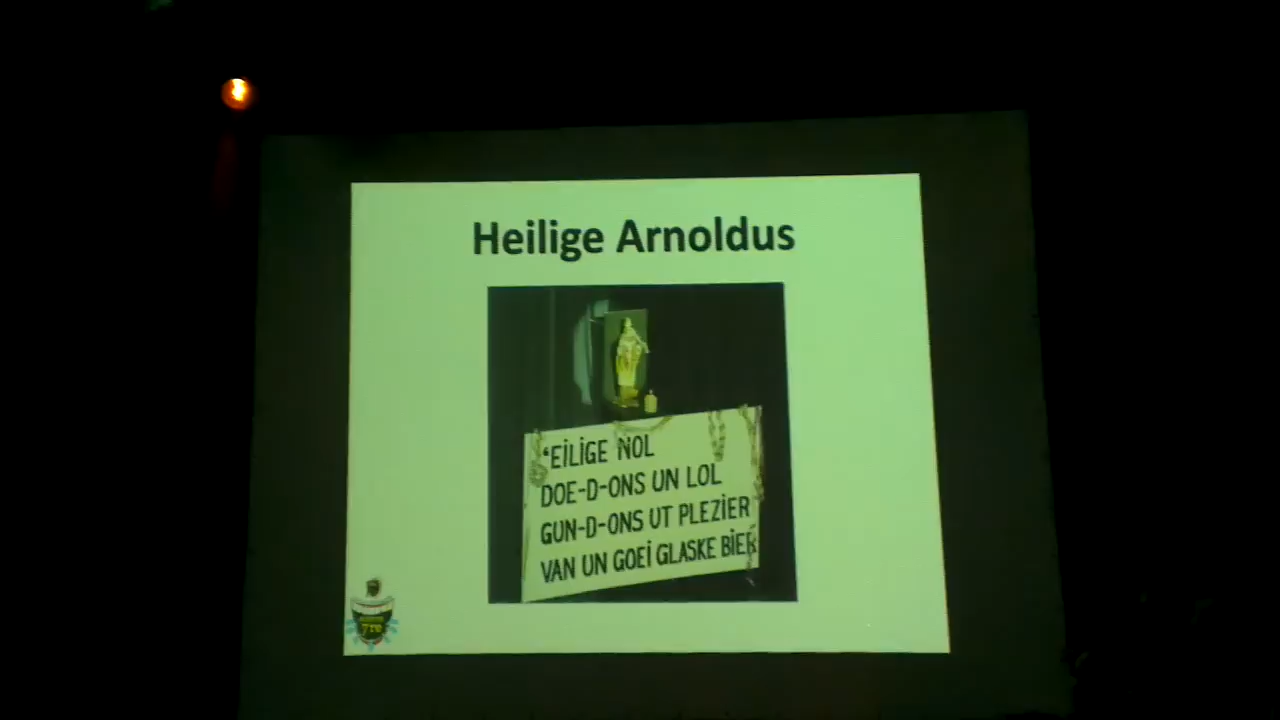 Heilige Arnoldus
'EILIGE NOL
DOE-D-ONS UN LOL
GUN-D-ONS UT PLEZIER
VAN UN GOEI GLASKE BIER